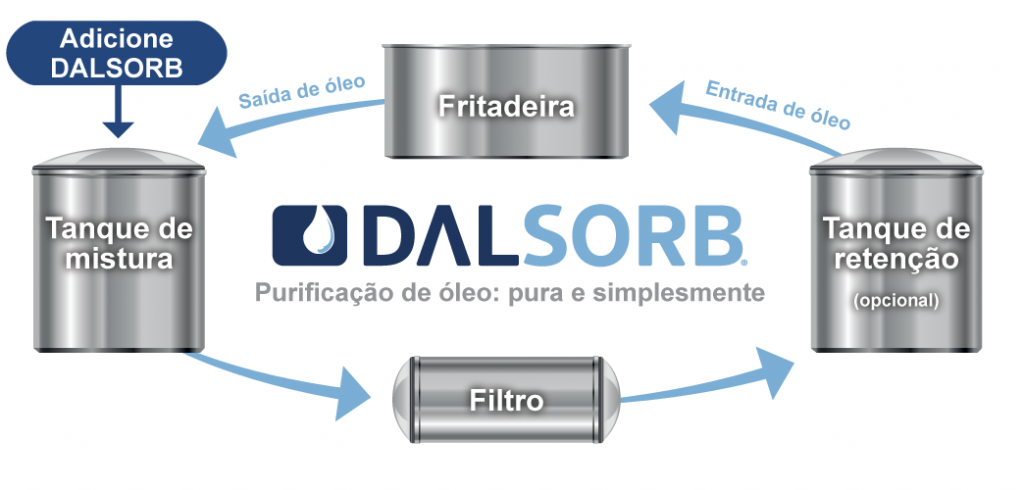 Adicione
DALSORB
Saída de óleo
Fritadeira
Entrada de óleo
Tanque de
mistura
DALSORB.
Purificação de óleo: pura e simplesmente
Tanque de
retenção
(opcional)
Filtro